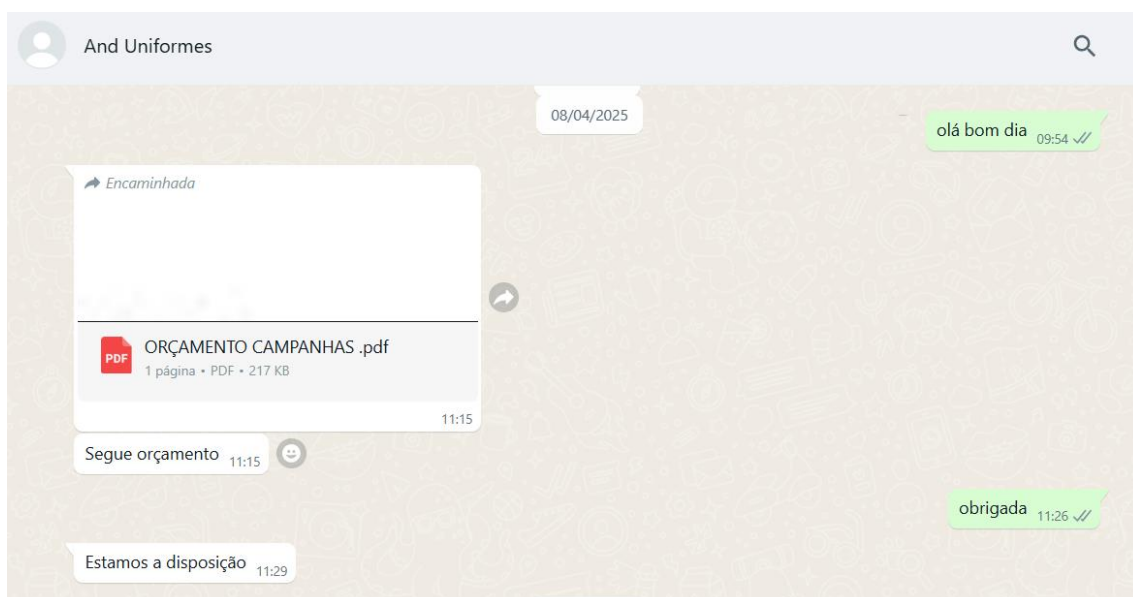 And Uniformes
08/04/2025
olá bom dia 09:54
Encaminhada
PDF
ORÇAMENTO CAMPANHAS .pdf
1 página • PDF • 217 KB
11:15
Segue orçamento 11:15
obrigada 11:26
Estamos a disposição 11:29